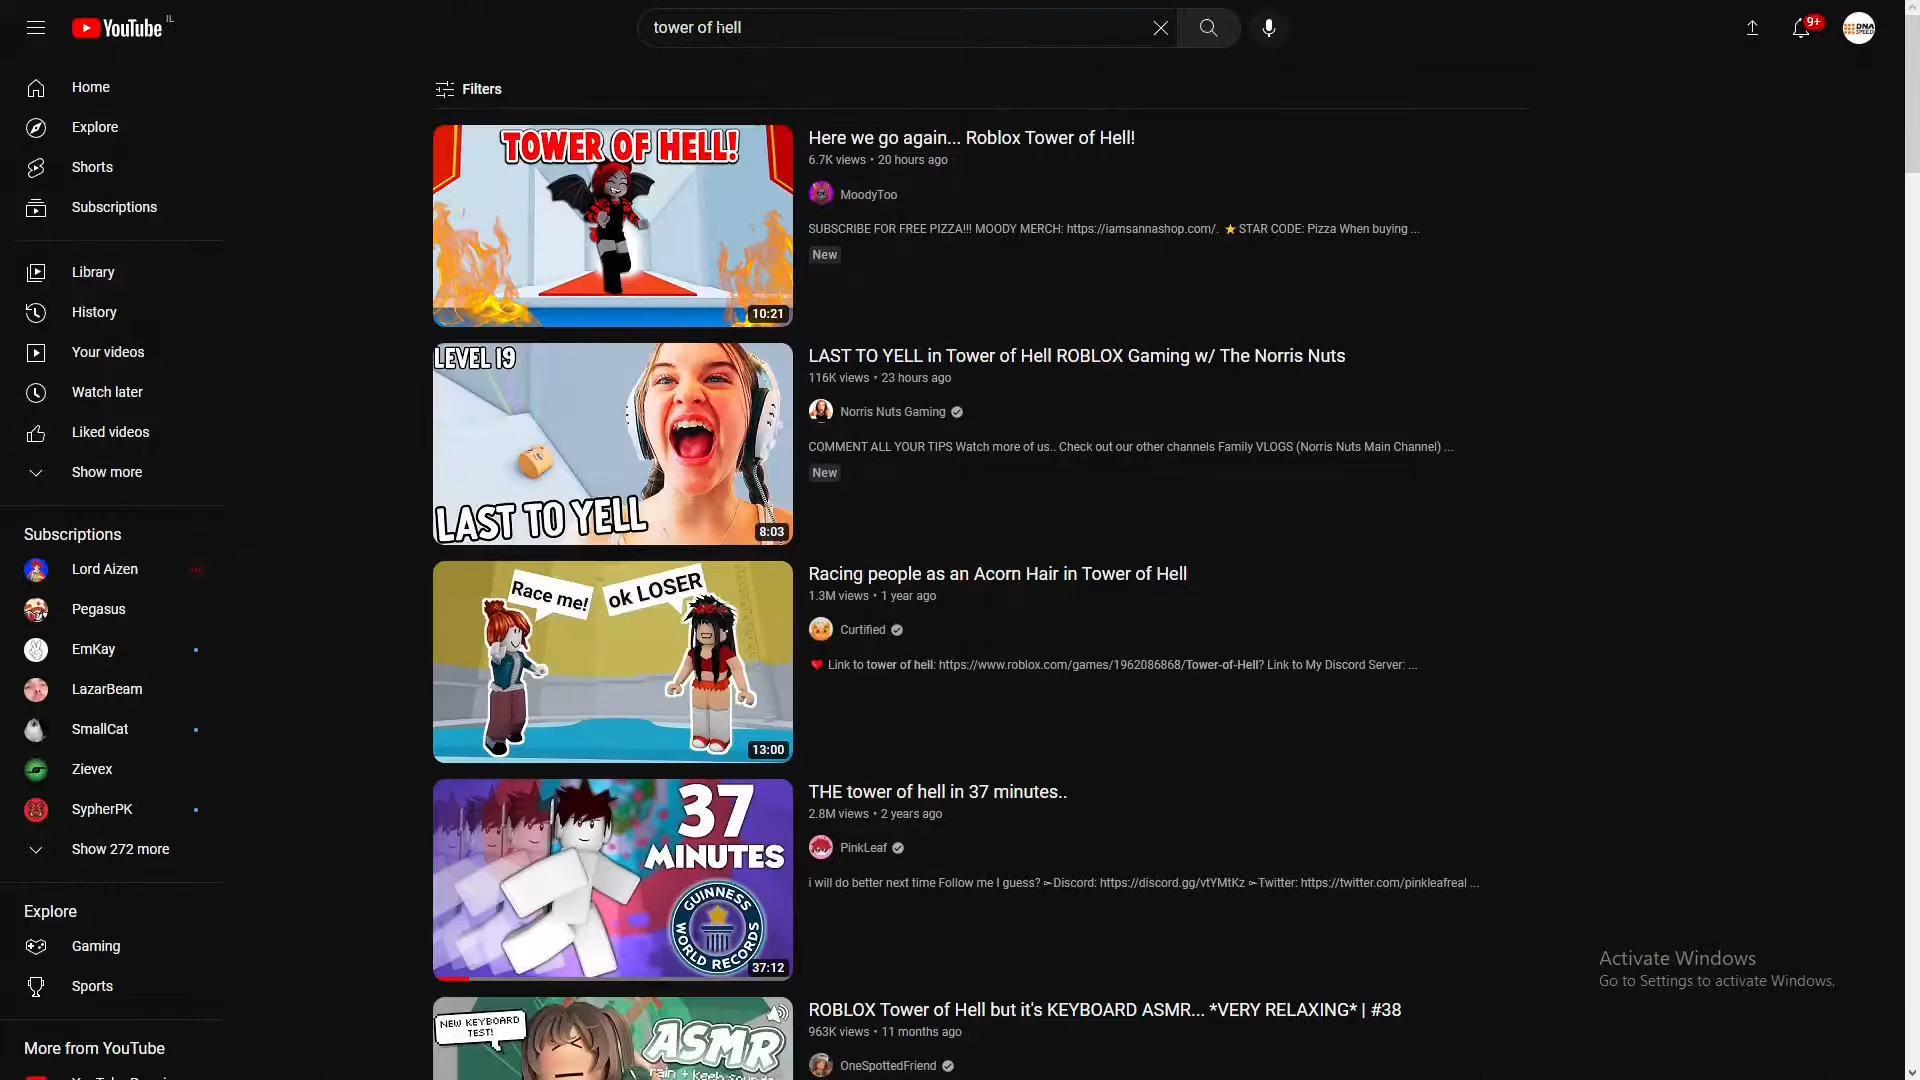 YouTube IL
tower of hell
9+
DNA SPEED
Home
Explore
Shorts
Subscriptions
Library
History
Your videos
Watch later
Liked videos
Show more
Subscriptions
Lord Aizen
Pegasus
EmKay
LazarBeam
SmallCat
Zievex
SypherPK
Show 272 more
Explore
Gaming
Sports
More from YouTube
Filters
TOWER OF HELL!
10:21
Here we go again... Roblox Tower of Hell!
6.7K views • 20 hours ago
MoodyToo
SUBSCRIBE FOR FREE PIZZA!!! MOODY MERCH: https://iamsannashop.com/. ⭐ STAR CODE: Pizza When buying ...
New
LEVEL 19
LAST TO YELL
8:03
LAST TO YELL in Tower of Hell ROBLOX Gaming w/ The Norris Nuts
116K views • 23 hours ago
Norris Nuts Gaming
COMMENT ALL YOUR TIPS Watch more of us.. Check out our other channels Family VLOGS (Norris Nuts Main Channel) ...
New
Race me!
ok LOSER
13:00
Racing people as an Acorn Hair in Tower of Hell
1.3M views • 1 year ago
Curtified
❤️ Link to tower of hell: https://www.roblox.com/games/1962086868/Tower-of-Hell? Link to My Discord Server: ...
37
MINUTES
GUINNESS
WORLD RECORDS
37:12
THE tower of hell in 37 minutes..
2.8M views • 2 years ago
PinkLeaf
i will do better next time Follow me I guess? ➣Discord: https://discord.gg/vtYMtKz ➣Twitter: https://twitter.com/pinkleafreal ...
NEW KEYBOARD
TEST!
ASMR
rain + keeb sounds
ROBLOX Tower of Hell but it's KEYBOARD ASMR... *VERY RELAXING* | #38
963K views • 11 months ago
OneSpottedFriend
Activate Windows
Go to Settings to activate Windows.